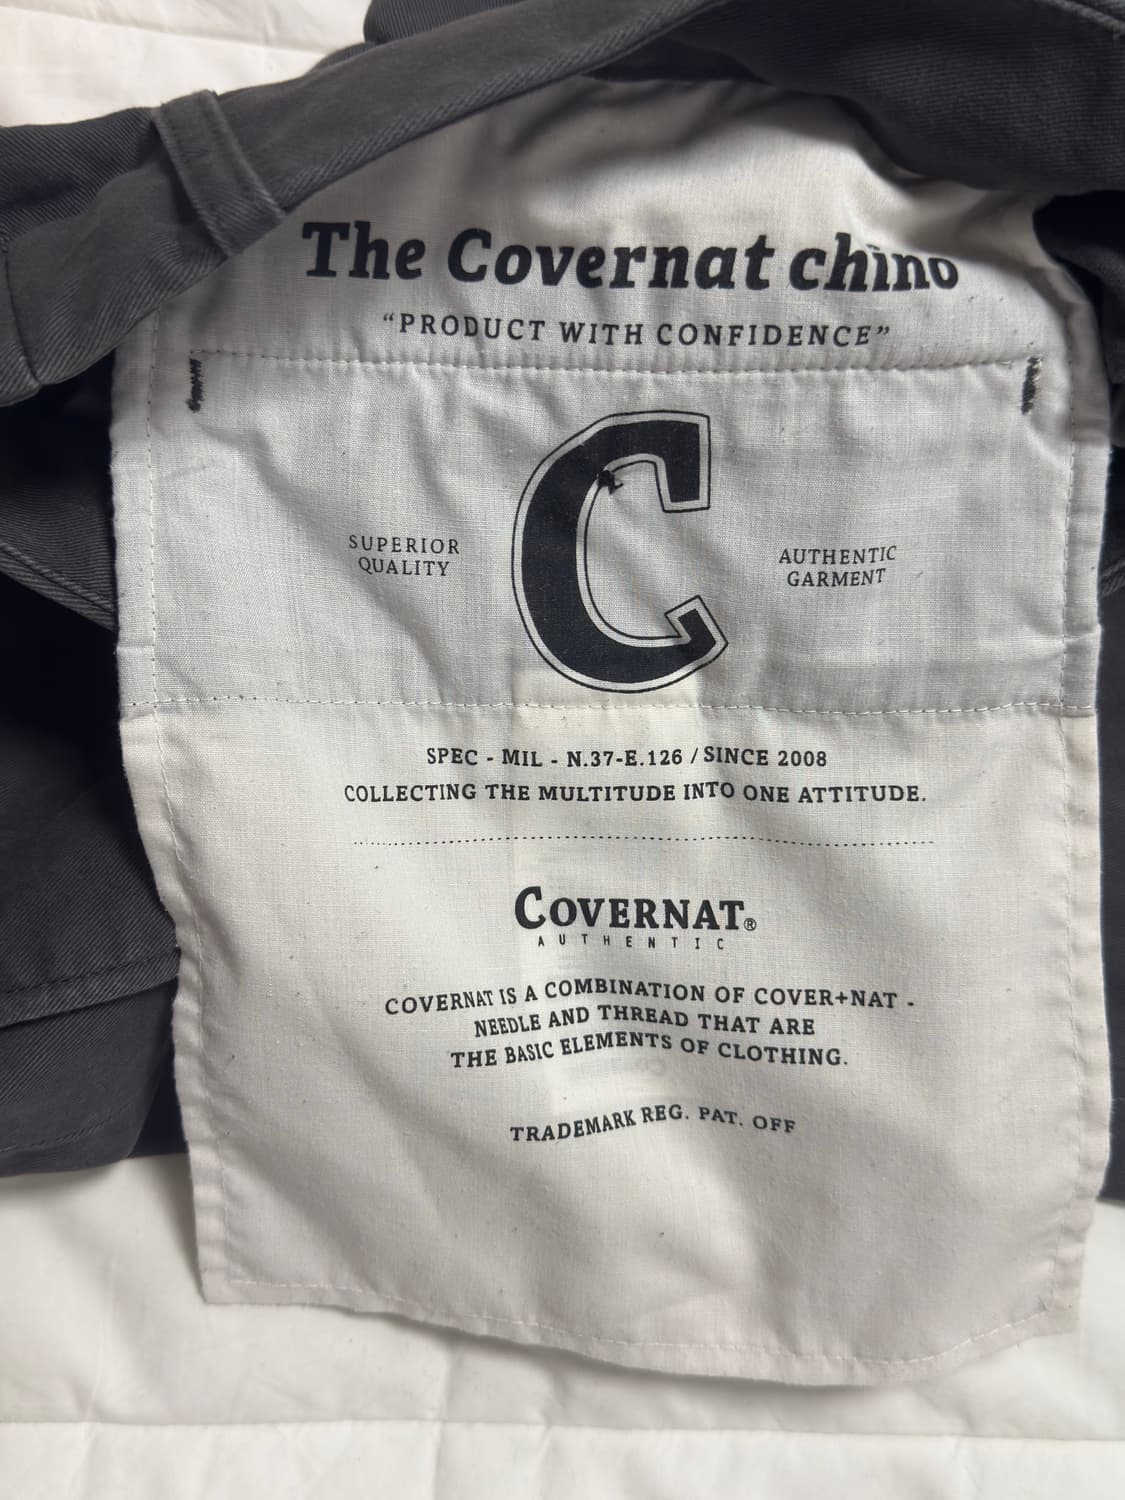 The Covernat chino
“PRODUCT WITH CONFIDENCE”
C
SUPERIOR
QUALITY
AUTHENTIC
GARMENT
SPEC - MIL - N.37-E.126 / SINCE 2008
COLLECTING THE MULTITUDE INTO ONE ATTITUDE.
COVERNAT®
AUTHENTIC
COVERNAT IS A COMBINATION OF COVER+NAT -
NEEDLE AND THREAD THAT ARE
THE BASIC ELEMENTS OF CLOTHING.
TRADEMARK REG. PAT. OFF